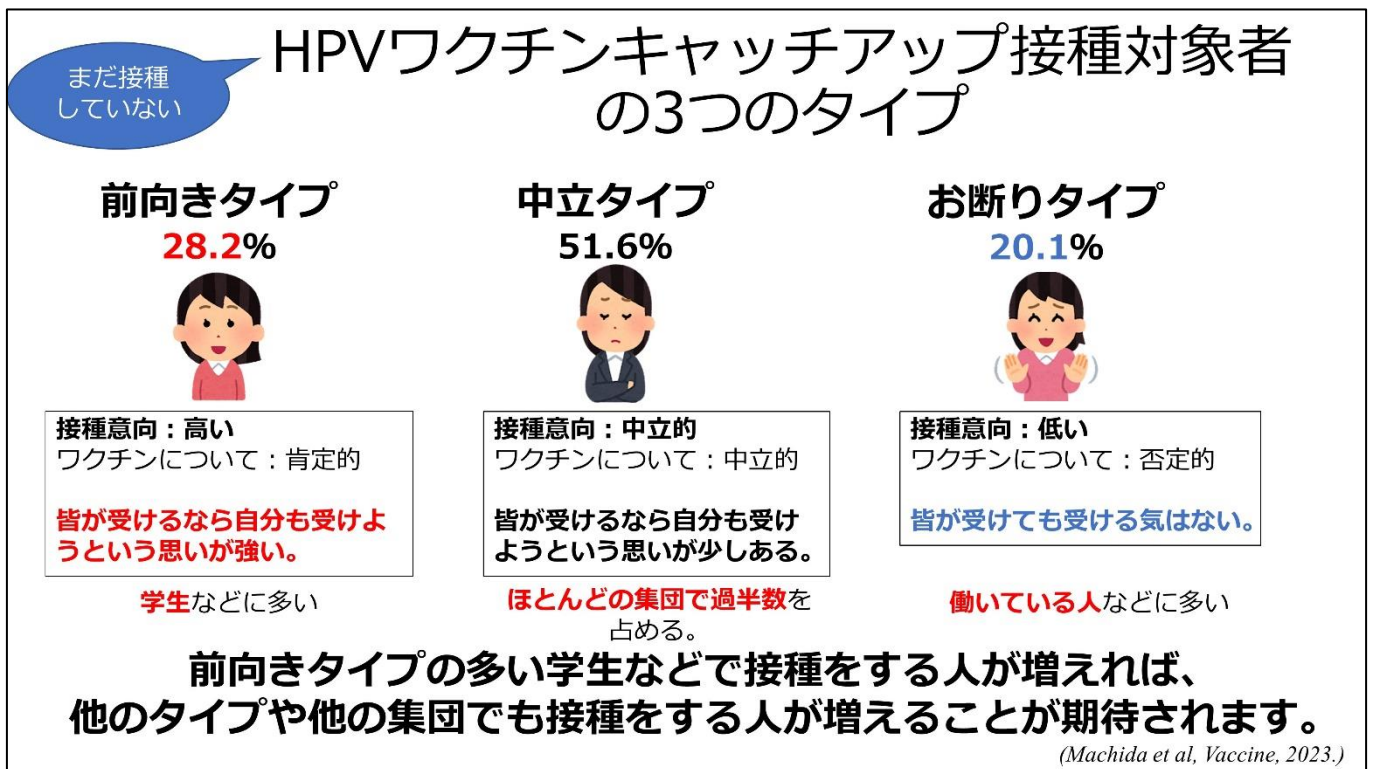 まだ接種
していない
HPVワクチンキャッチアップ接種対象者
の3つのタイプ
前向きタイプ
28.2%
接種意向：高い
ワクチンについて：肯定的
皆が受けるなら自分も受けよ
うという思いが強い。
学生などに多い
中立タイプ
51.6%
接種意向：中立的
ワクチンについて：中立的
皆が受けるなら自分も受け
ようという思いが少しある。
ほとんどの集団で過半数を
占める。
お断りタイプ
20.1%
接種意向：低い
ワクチンについて：否定的
皆が受けても受ける気はない。
働いている人などに多い
前向きタイプの多い学生などで接種をする人が増えれば、
他のタイプや他の集団でも接種をする人が増えることが期待されます。
(Machida et al, Vaccine, 2023.)